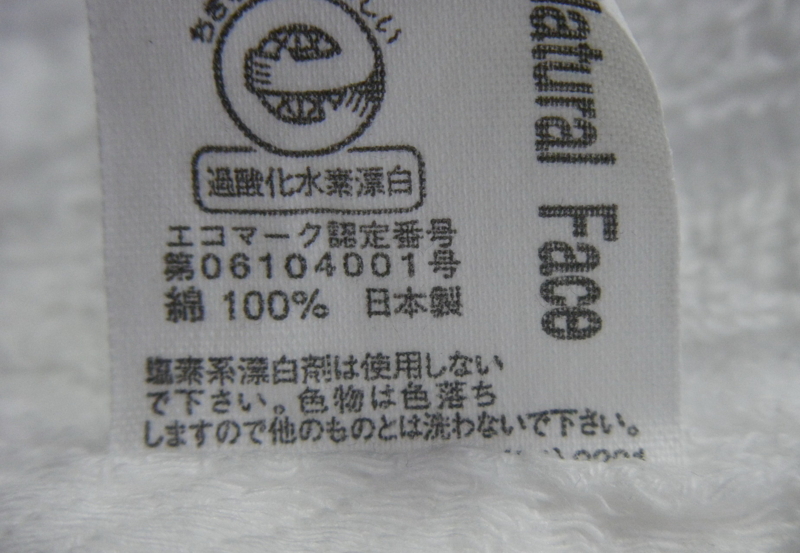 過酸化水素漂白
エコマーク認定番号
第06104001号
綿 100% 日本製
塩素系漂白剤は使用しない
で下さい。色物は色落ち
しますので他のものとは洗わないで下さい。
Natural Face